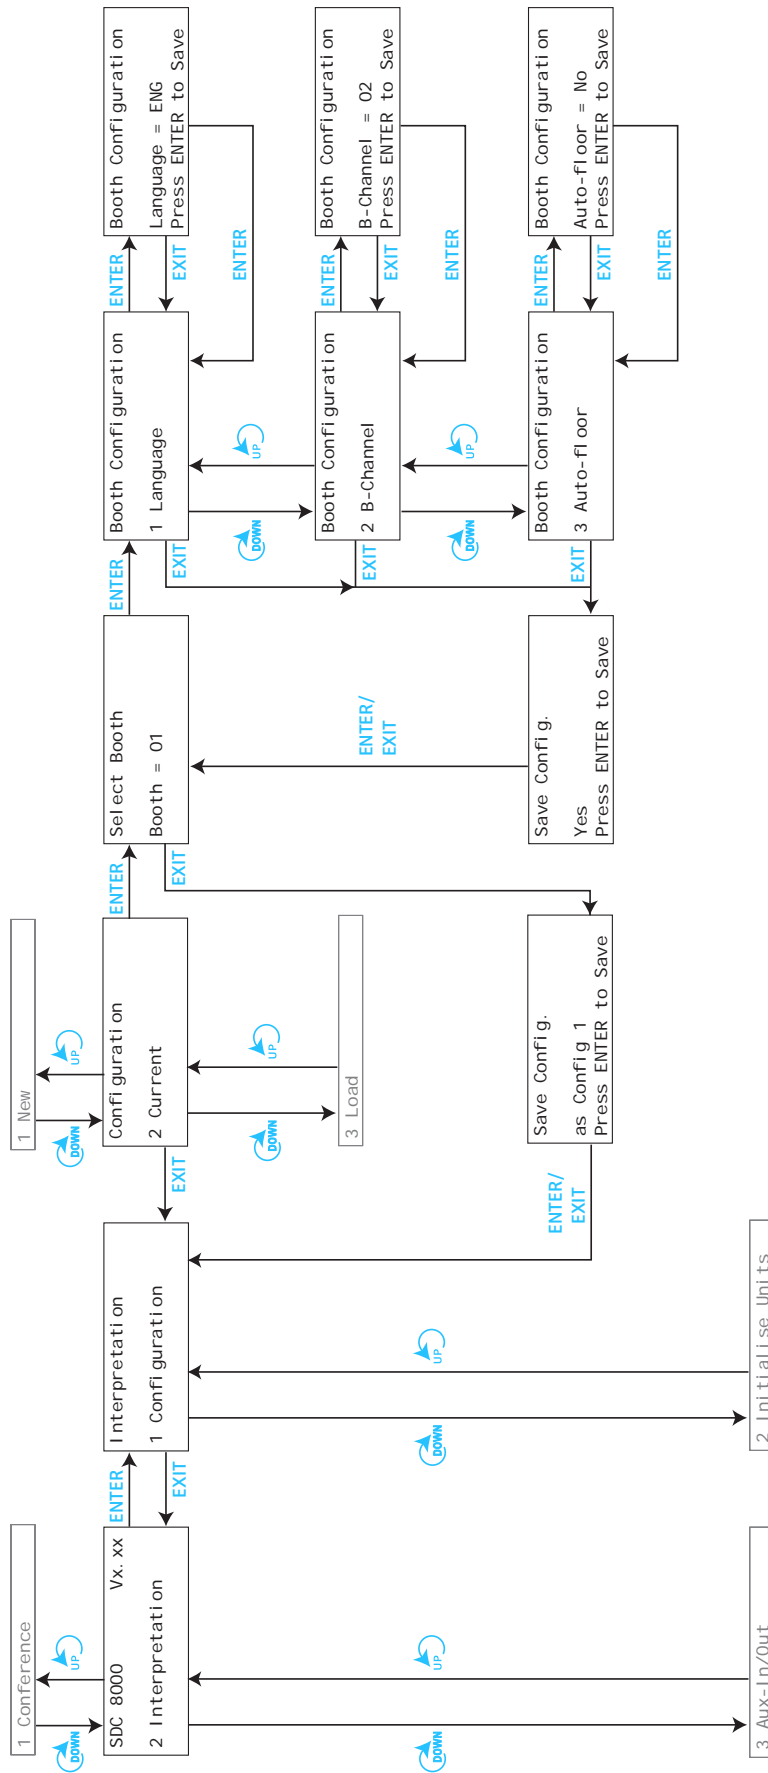 1 Conference
UP
DOWN
SDC 8000 Vx.xx
2 Interpretation
UP
DOWN
3 Aux-In/Out
ENTER
EXIT
Interpretation
1 Configuration
UP
DOWN
2 Initialise Units
EXIT
1 New
UP
DOWN
Configuration
2 Current
UP
DOWN
3 Load
ENTER/
EXIT
Save Config.
as Config 1
Press ENTER to Save
ENTER
EXIT
Select Booth
Booth = 01
ENTER/
EXIT
Save Config.
Yes
Press ENTER to Save
ENTER
EXIT
EXIT
EXIT
Booth Configuration
1 Language
UP
DOWN
Booth Configuration
2 B-Channel
UP
DOWN
Booth Configuration
3 Auto-floor
ENTER
EXIT
ENTER
ENTER
EXIT
ENTER
ENTER
EXIT
ENTER
Booth Configuration
Language = ENG
Press ENTER to Save
Booth Configuration
B-Channel = 02
Press ENTER to Save
Booth Configuration
Auto-floor = No
Press ENTER to Save